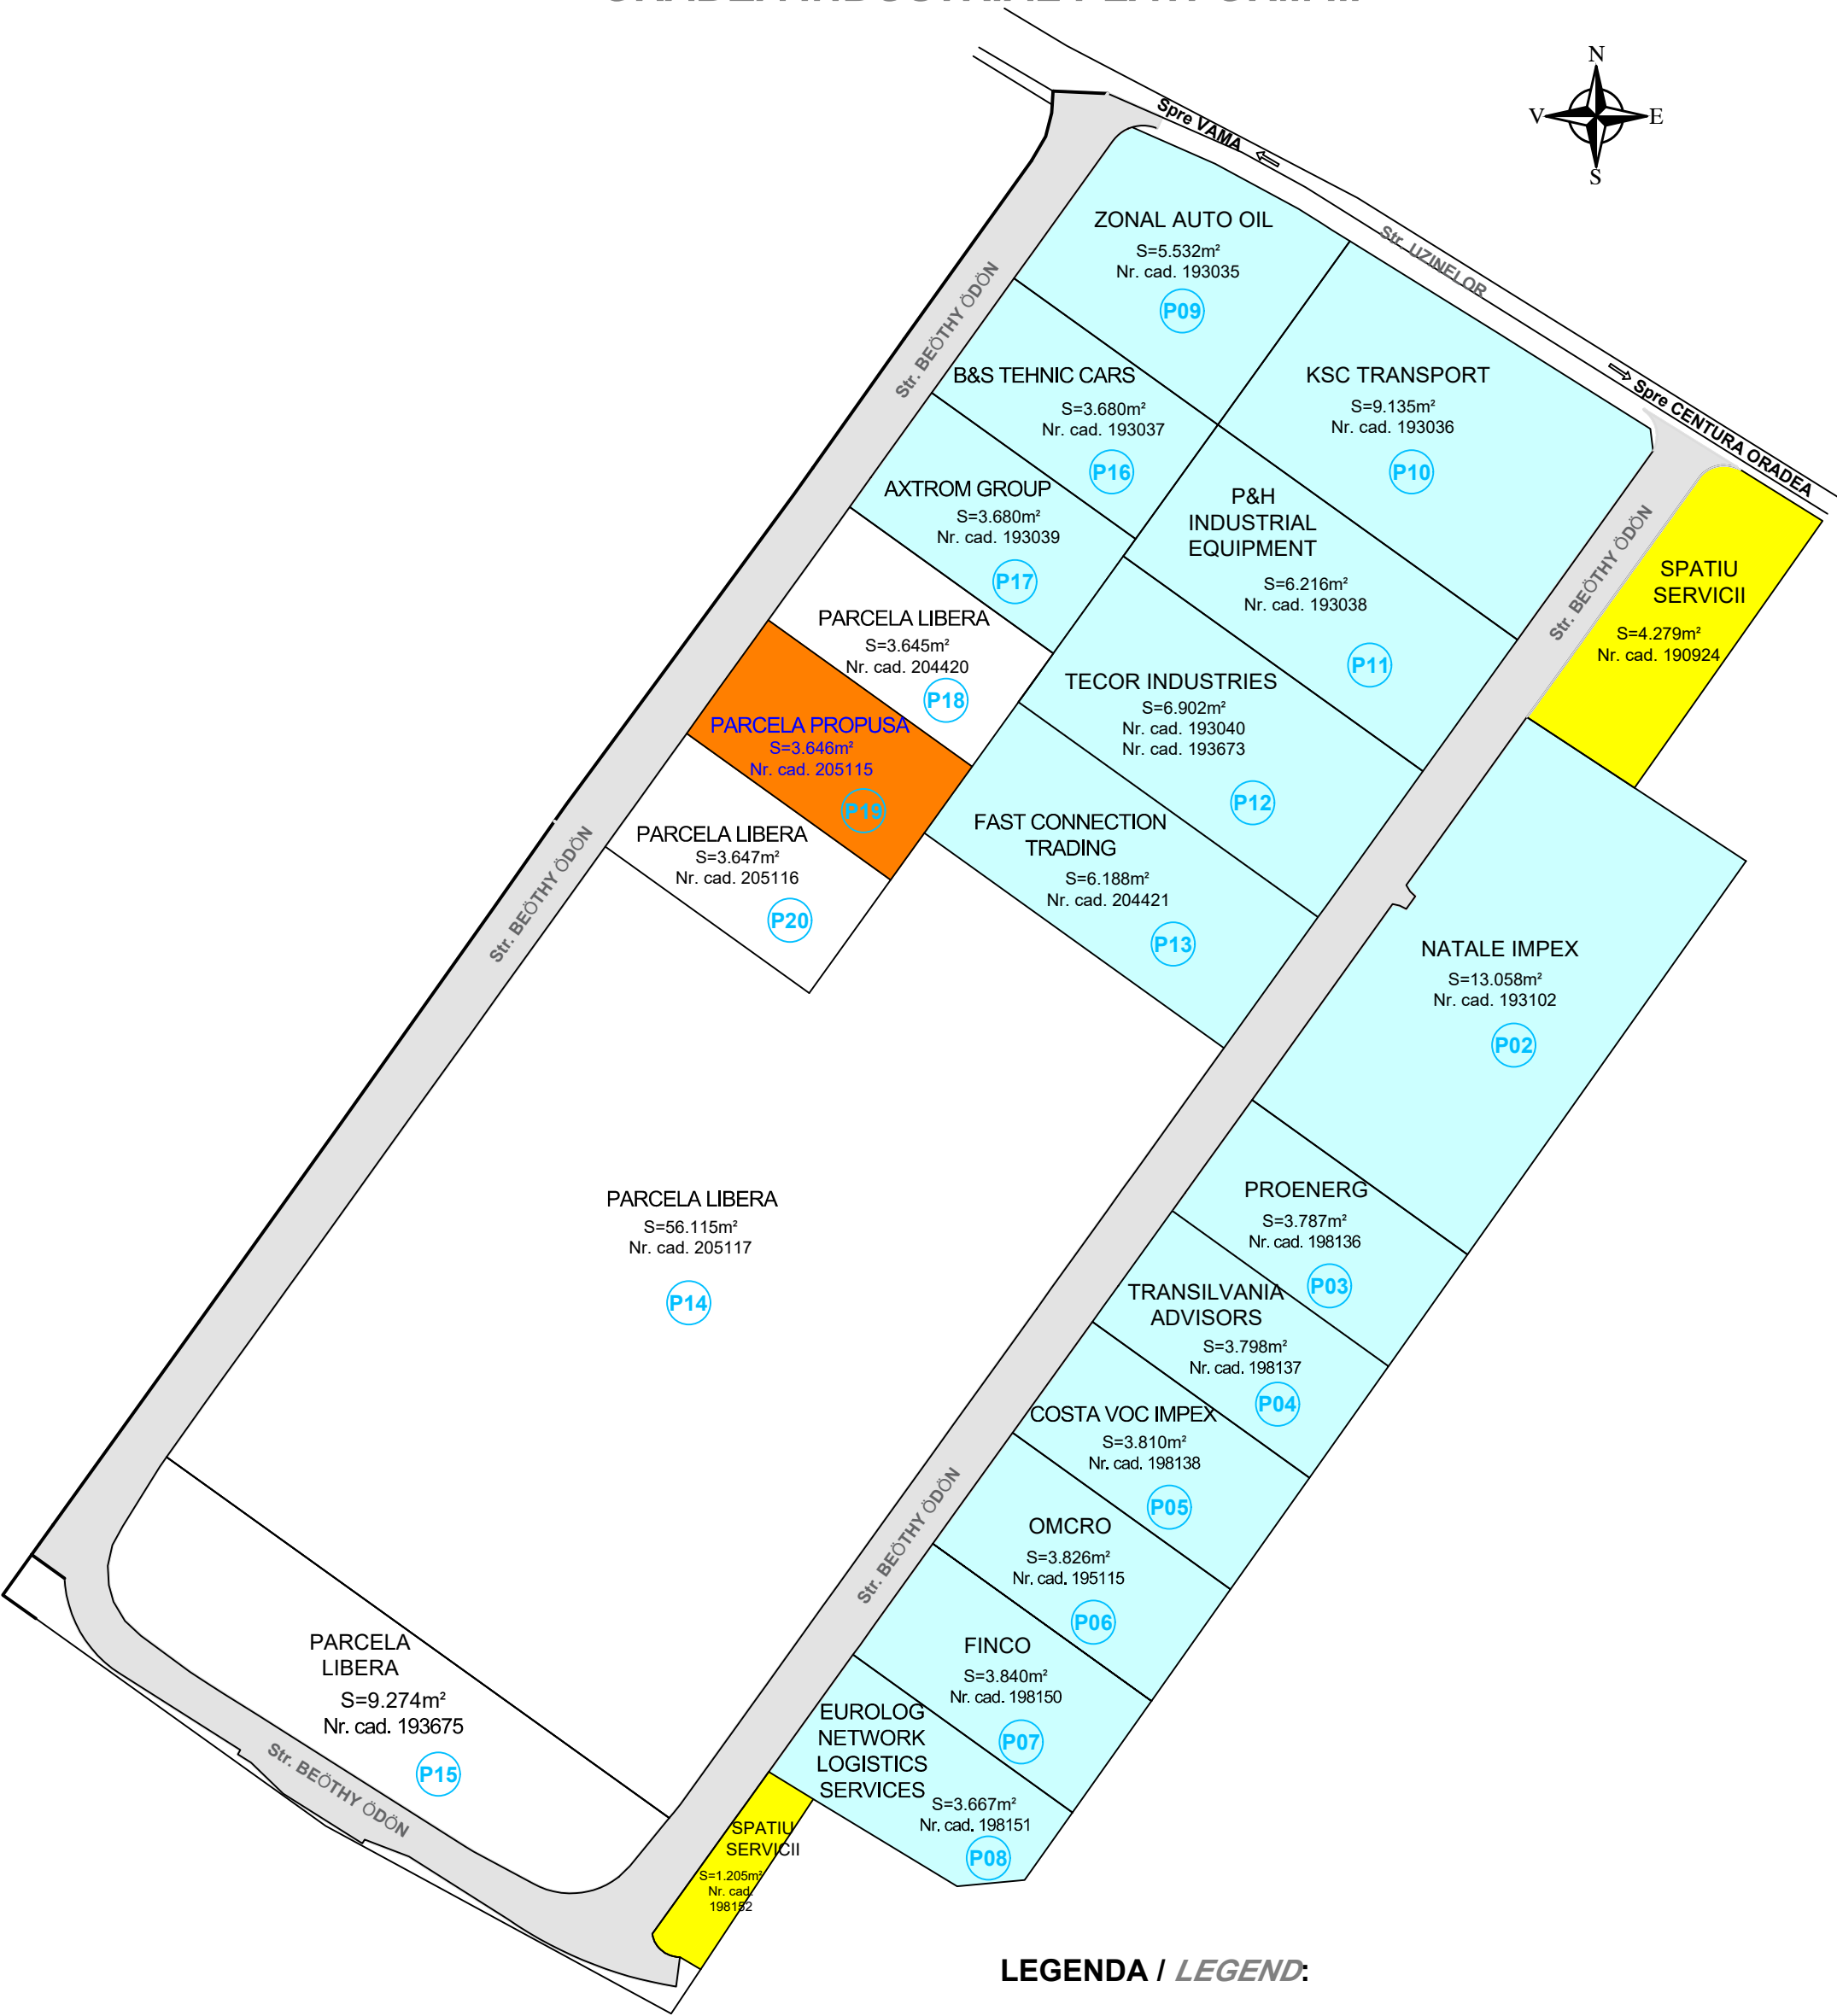 N
V
E
S
Spre VAMA
Str. UZINELOR
Spre CENTURA ORADEA
ZONAL AUTO OIL
S=5.532m²
Nr. cad. 193035
P09
Str. BEÖTHY ÖDÖN
KSC TRANSPORT
S=9.135m²
Nr. cad. 193036
P10
B&S TEHNIC CARS
S=3.680m²
Nr. cad. 193037
P16
AXTROM GROUP
S=3.680m²
Nr. cad. 193039
P17
P&H
INDUSTRIAL
EQUIPMENT
S=6.216m²
Nr. cad. 193038
P11
Str. BEÖTHY ÖDÖN
SPATIU
SERVICII
S=4.279m²
Nr. cad. 190924
PARCELA LIBERA
S=3.645m²
Nr. cad. 204420
P18
TECOR INDUSTRIES
S=6.902m²
Nr. cad. 193040
Nr. cad. 193673
P12
PARCELA PROPUSA
S=3.646m²
Nr. cad. 205115
P19
PARCELA LIBERA
S=3.647m²
Nr. cad. 205116
P20
FAST CONNECTION
TRADING
S=6.188m²
Nr. cad. 204421
P13
Str. BEÖTHY ÖDÖN
NATALE IMPEX
S=13.058m²
Nr. cad. 193102
P02
PARCELA LIBERA
S=56.115m²
Nr. cad. 205117
P14
PROENERG
S=3.787m²
Nr. cad. 198136
P03
TRANSILVANIA
ADVISORS
S=3.798m²
Nr. cad. 198137
P04
COSTA VOC IMPEX
S=3.810m²
Nr. cad. 198138
P05
Str. BEÖTHY ÖDÖN
OMCRO
S=3.826m²
Nr. cad. 195115
P06
FINCO
S=3.840m²
Nr. cad. 198150
P07
PARCELA
LIBERA
S=9.274m²
Nr. cad. 193675
P15
Str. BEÖTHY ÖDÖN
EUROLOG
NETWORK
LOGISTICS
SERVICES
S=3.667m²
Nr. cad. 198151
P08
SPATIU
SERVICII
S=1.205m²
Nr. cad.
198152
LEGENDA / LEGEND: